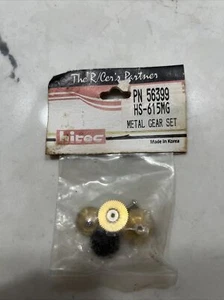 The R/Cer's Partner
PN 56399
HS-615MG
METAL GEAR SET
hitec
Made in Korea